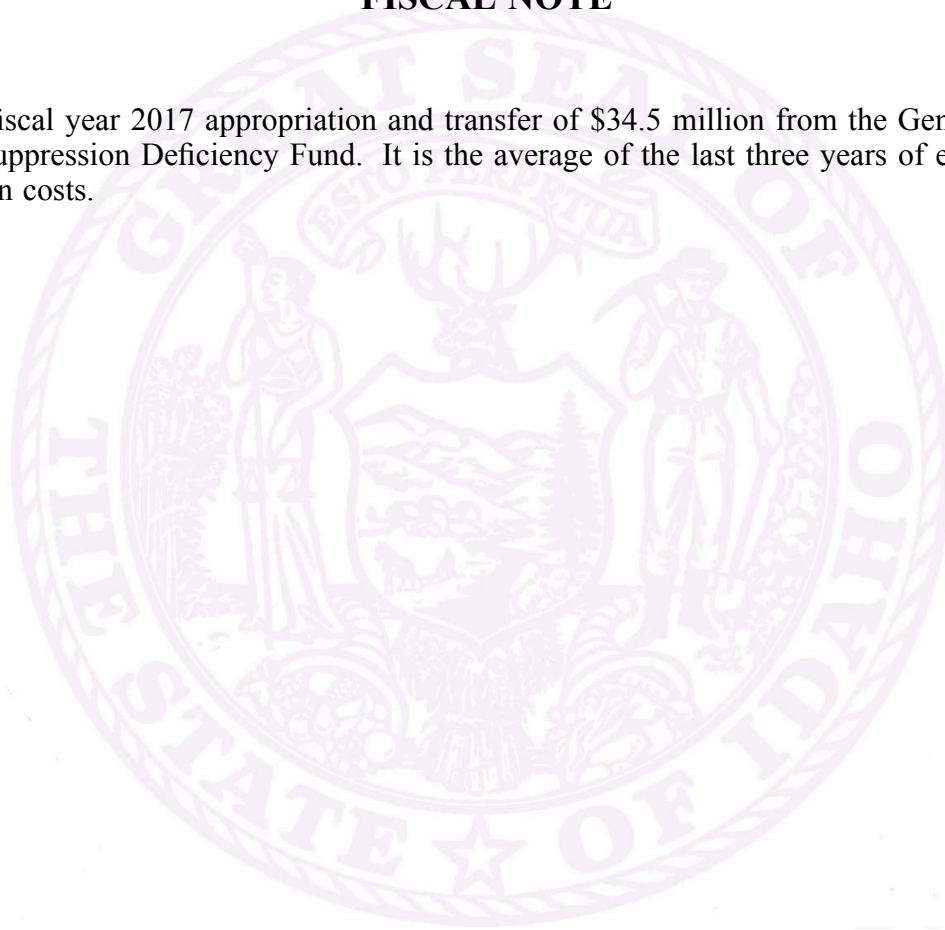 FISCAL NOTE
iscal year 2017 appropriation and transfer of $34.5 million from the Gen
uppression Deficiency Fund. It is the average of the last three years of e
n costs.
GREAT SEAL OF
ESTO PERPETUA
THE STATE OF IDAHO